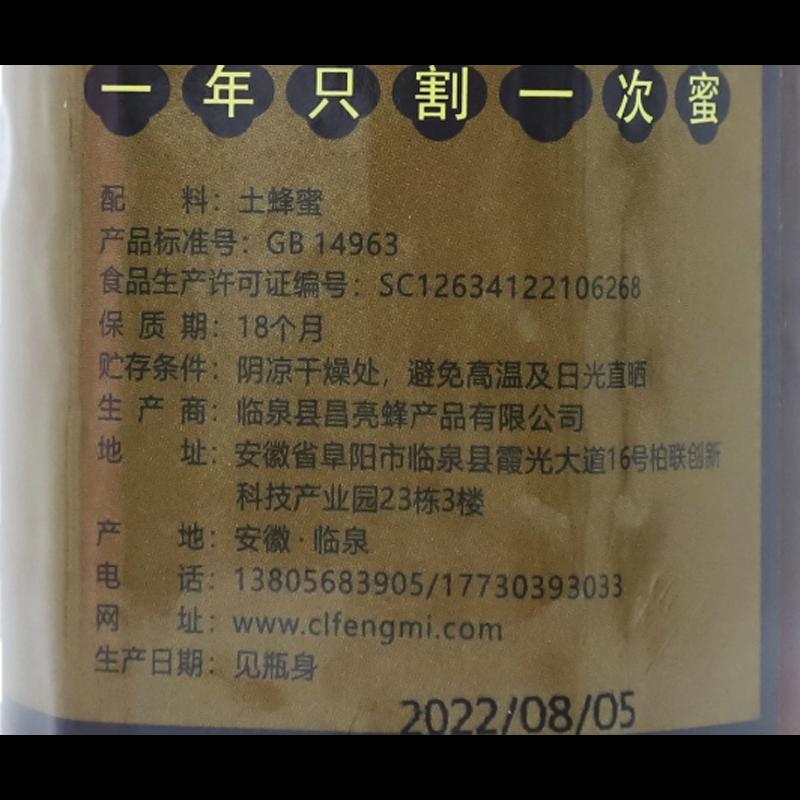 一年只割一次蜜
配料：土蜂蜜
产品标准号：GB 14963
食品生产许可证编号：SC12634122106268
保质期：18个月
贮存条件：阴凉干燥处，避免高温及日光直晒
生产商：临泉县昌亮蜂产品有限公司
地址：安徽省阜阳市临泉县霞光大道16号柏联创新
科技产业园23栋3楼
产地：安徽·临泉
电话：13805683905/17730393033
网址：www.clfengmi.com
生产日期：见瓶身
2022/08/05